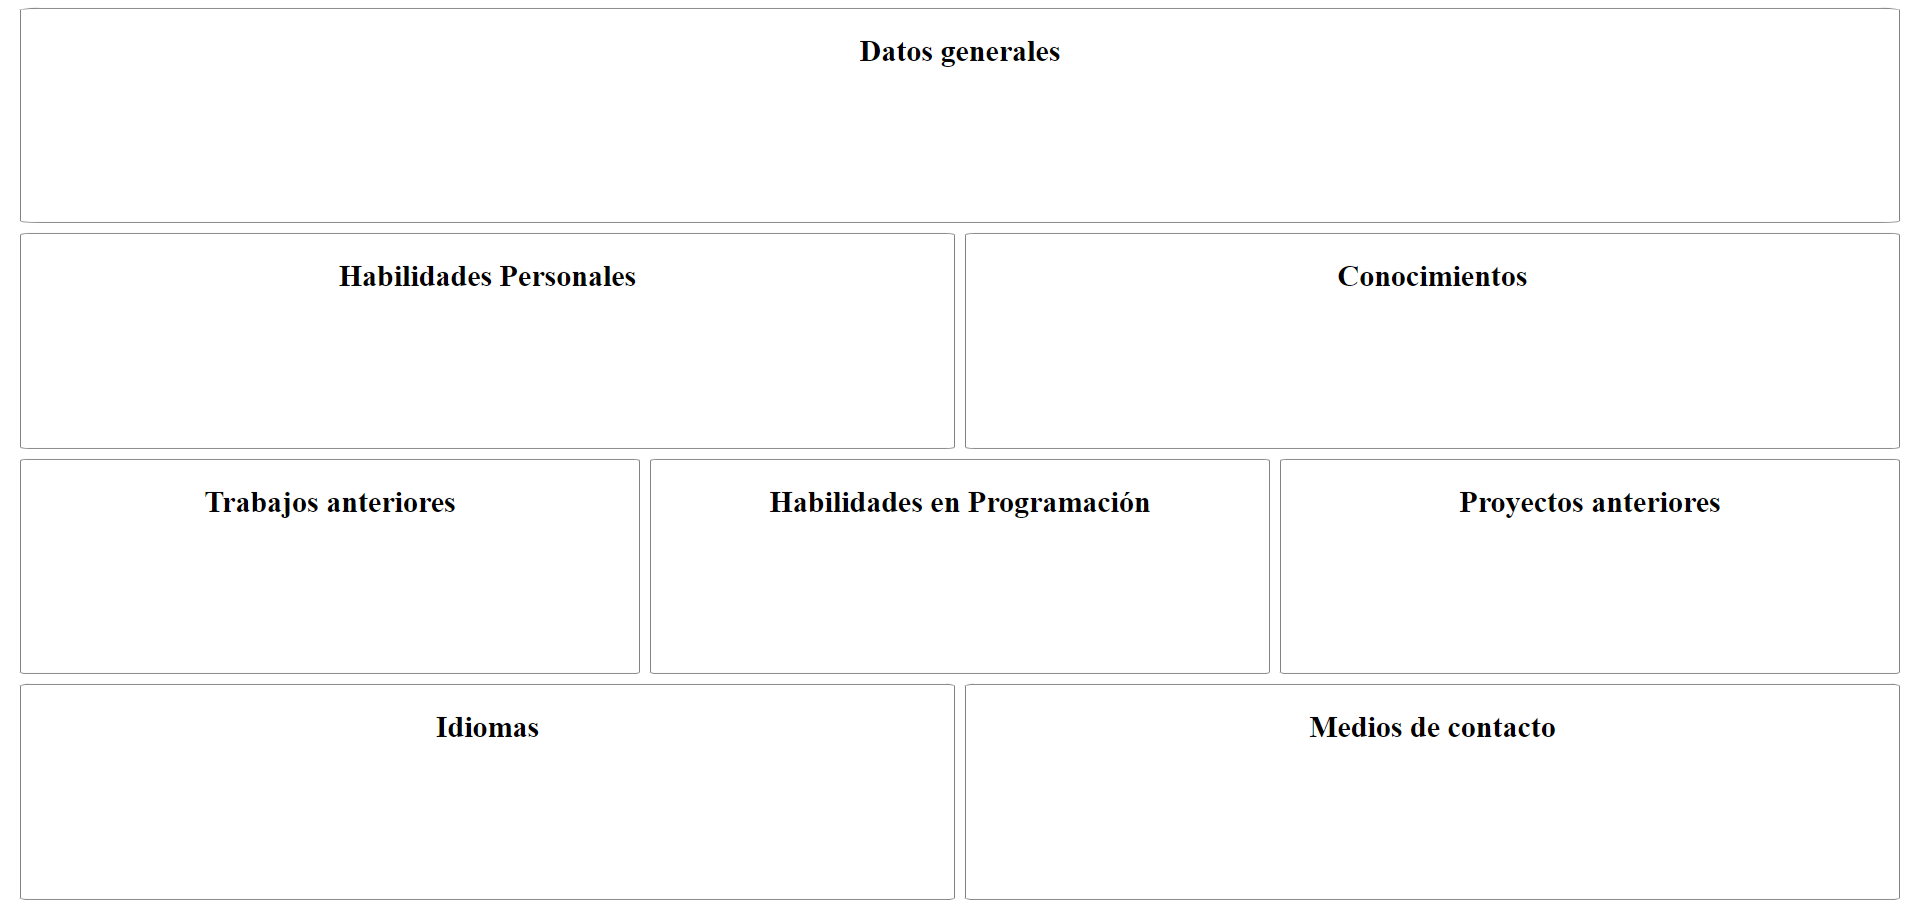 Datos generales
Habilidades Personales
Conocimientos
Trabajos anteriores
Habilidades en Programación
Proyectos anteriores
Idiomas
Medios de contacto